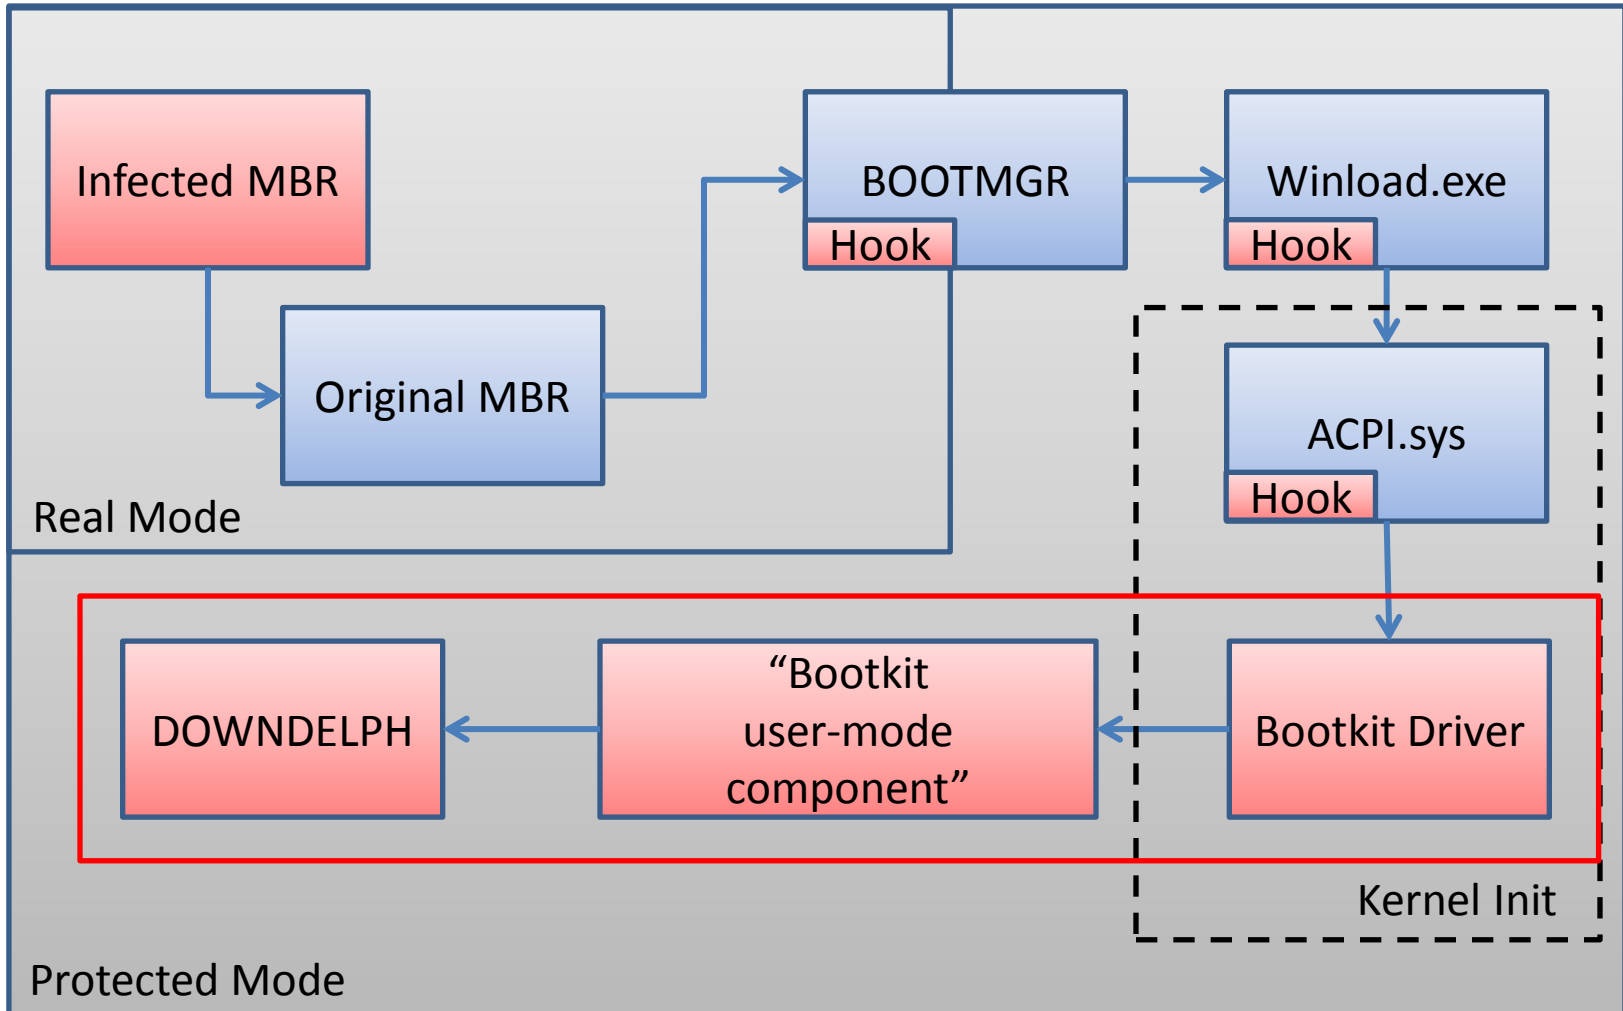 Infected MBR
Original MBR
Real Mode
BOOTMGR
Hook
Winload.exe
Hook
ACPI.sys
Hook
Bootkit Driver
“Bootkit
user-mode
component”
DOWNDELPH
Kernel Init
Protected Mode